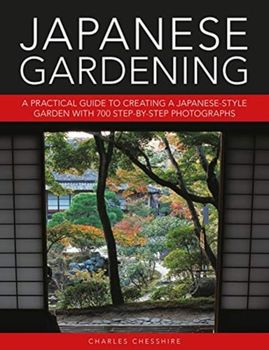 JAPANESE
GARDENING
A PRACTICAL GUIDE TO CREATING A JAPANESE-STYLE
GARDEN WITH 700 STEP-BY-STEP PHOTOGRAPHS
CHARLES CHESSHIRE